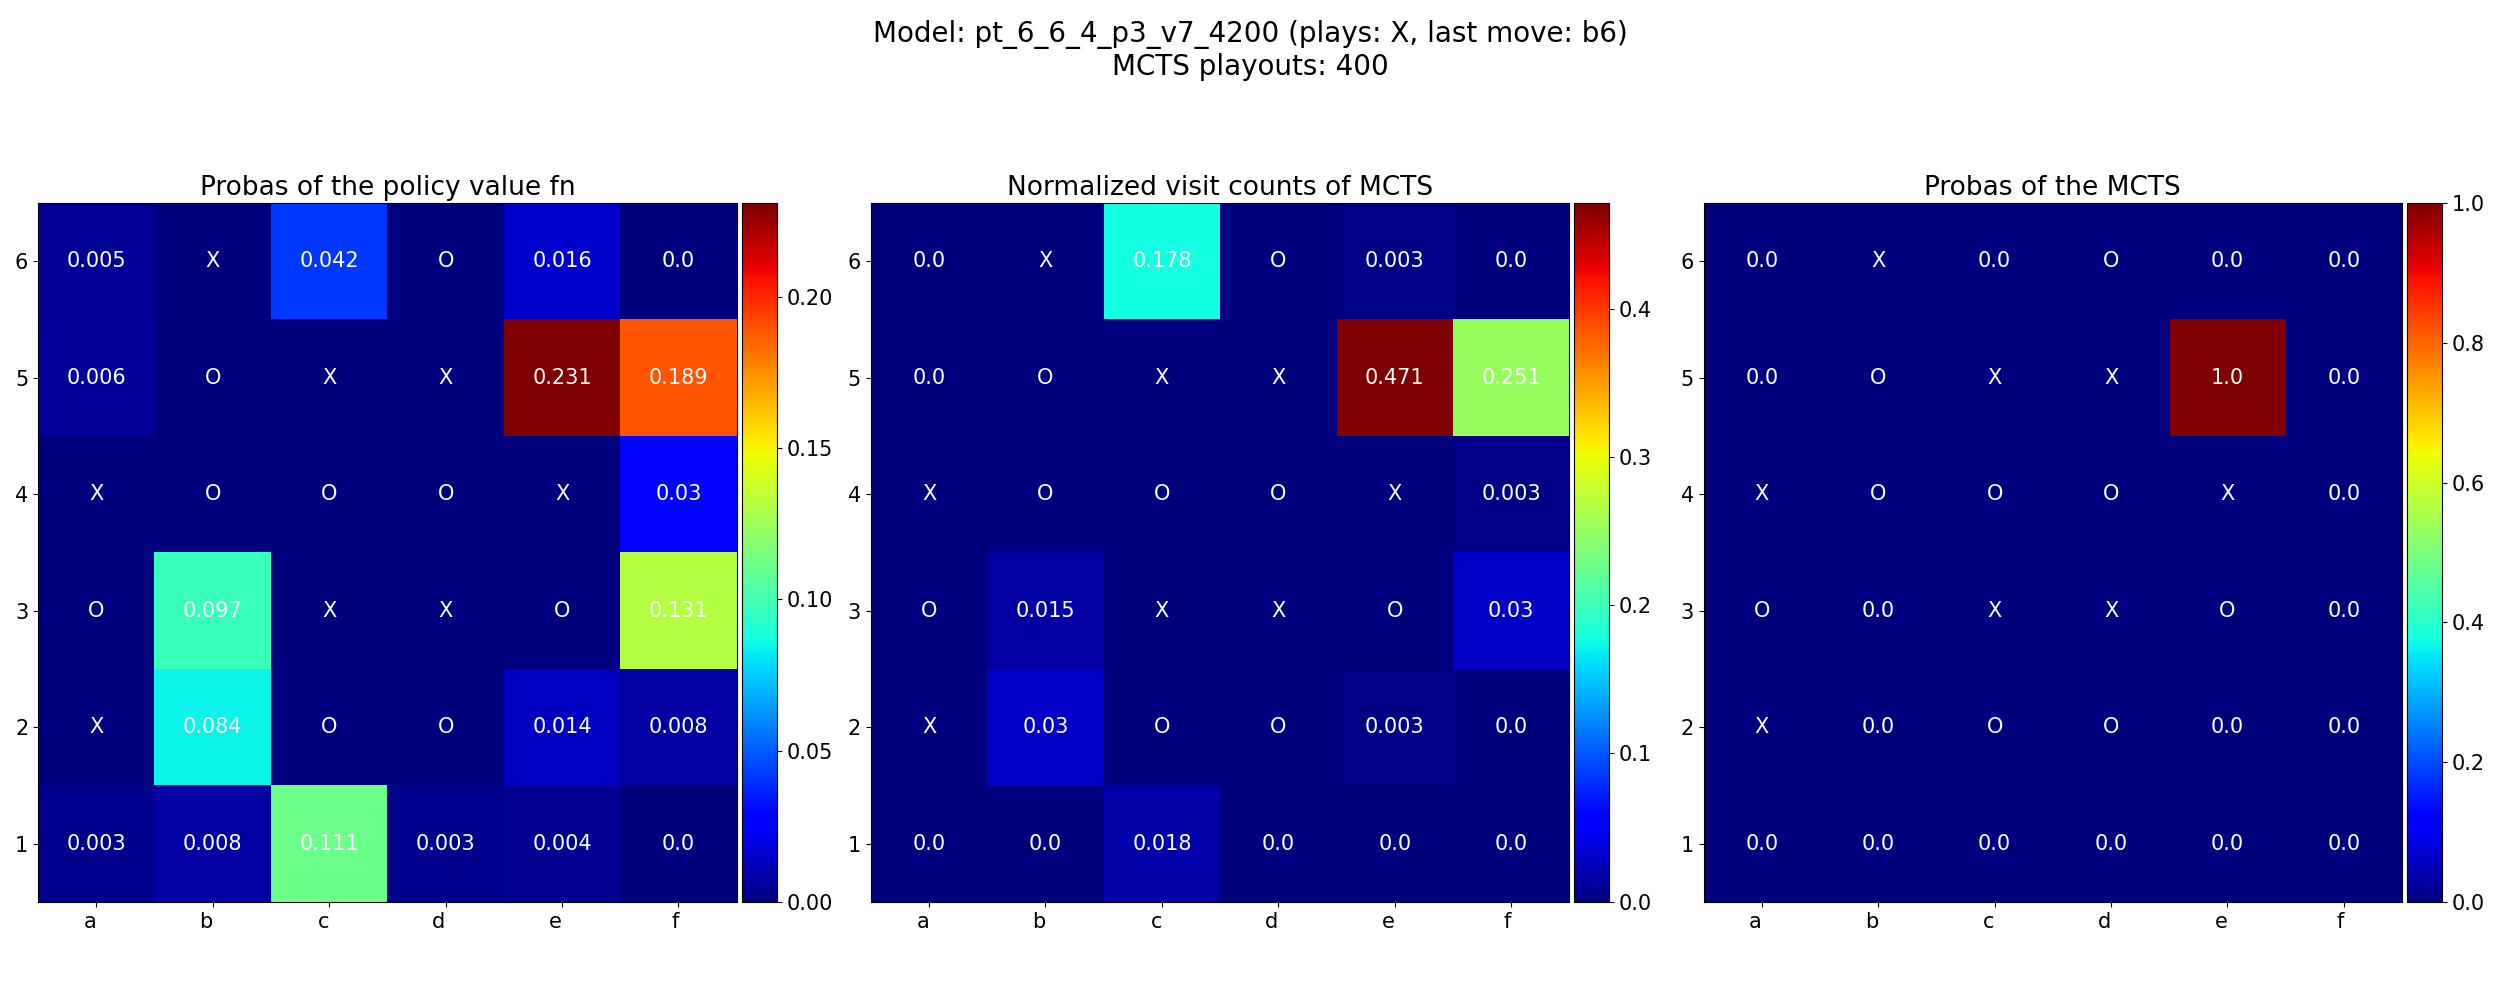 Model: pt_6_6_4_p3_v7_4200 (plays: X, last move: b6)
MCTS playouts: 400
Probas of the policy value fn
6 0.005 X 0.042 O 0.016 0.0
5 0.006 O X X 0.231 0.189
4 X O O O X 0.03
3 O 0.097 X X O 0.131
2 X 0.084 O O 0.014 0.008
1 0.003 0.008 0.111 0.003 0.004 0.0
a b c d e f
0.20
0.15
0.10
0.05
0.00
Normalized visit counts of MCTS
6 0.0 X 0.178 O 0.003 0.0
5 0.0 O X X 0.471 0.251
4 X O O O X 0.003
3 O 0.015 X X O 0.03
2 X 0.03 O O 0.003 0.0
1 0.0 0.0 0.018 0.0 0.0 0.0
a b c d e f
0.4
0.3
0.2
0.1
0.0
Probas of the MCTS
6 0.0 X 0.0 O 0.0 0.0
5 0.0 O X X 1.0 0.0
4 X O O O X 0.0
3 O 0.0 X X O 0.0
2 X 0.0 O O 0.0 0.0
1 0.0 0.0 0.0 0.0 0.0 0.0
a b c d e f
1.0
0.8
0.6
0.4
0.2
0.0